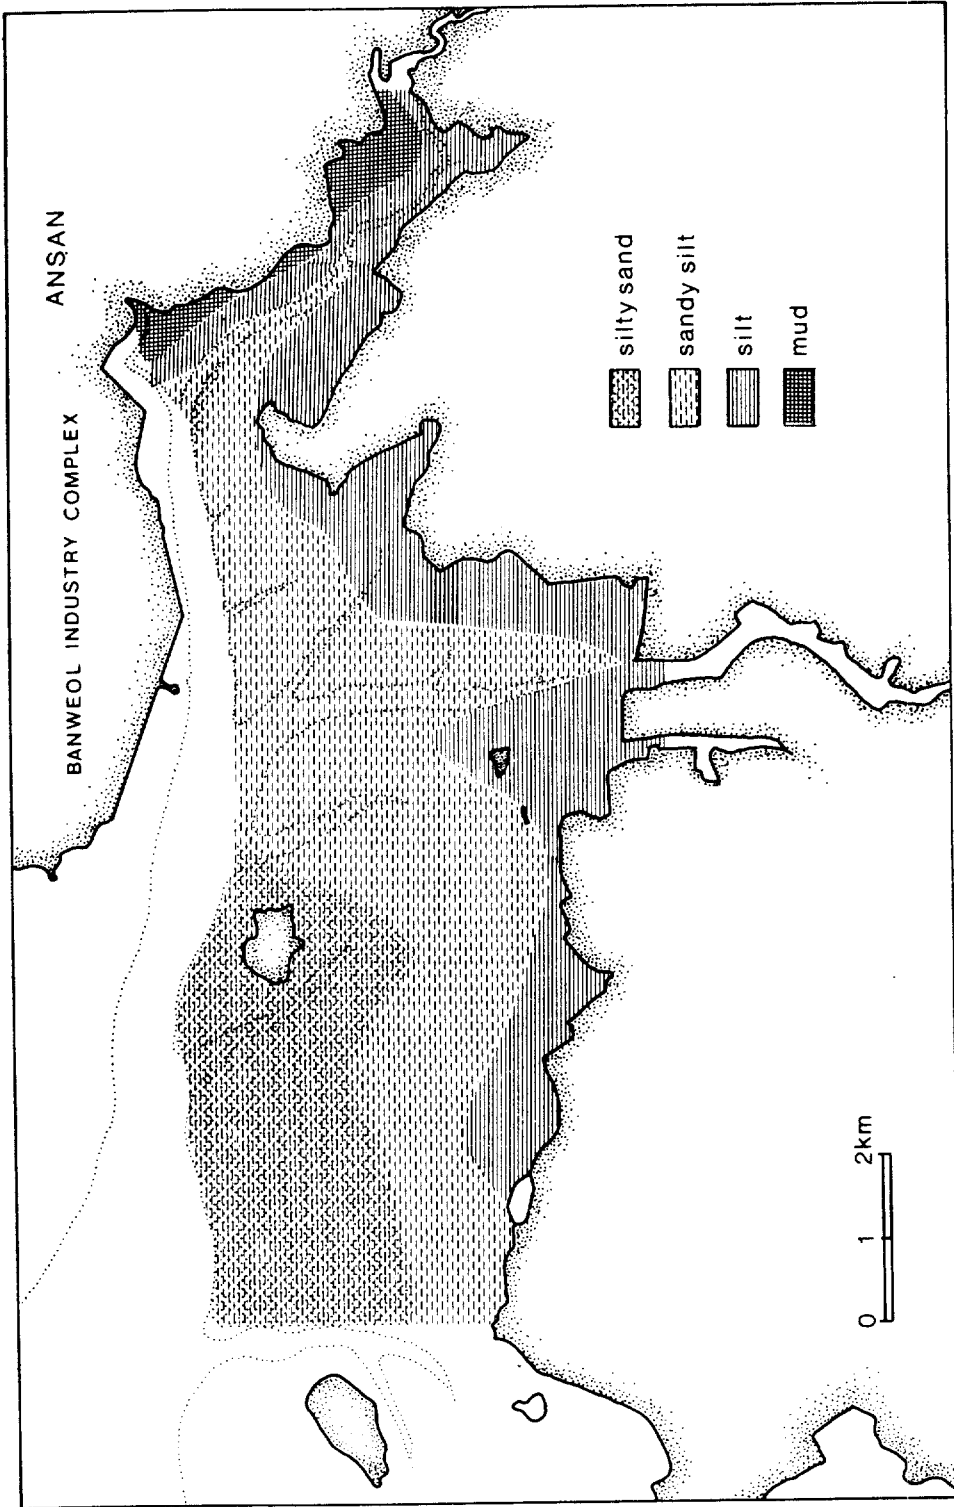 ANSAN
BANWEOL INDUSTRY COMPLEX
silty sand
sandy silt
silt
mud
0 1 2km